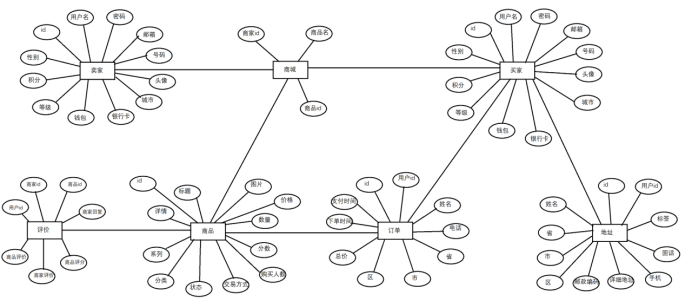 用户名
密码
id
邮箱
性别
号码
卖家
积分
头像
等级
城市
钱包
银行卡
商家id
商品名
商城
商品id
用户名
密码
id
邮箱
性别
号码
买家
积分
头像
等级
城市
钱包
银行卡
商家id
商品id
用户id
商家回复
评价
商品评价
商品评分
商家评价
id
标题
图片
价格
详情
数量
商品
系列
分数
分类
购买人数
状态
交易方式
id
用户id
支付时间
姓名
下单时间
电话
订单
总价
省
区
市
id
用户id
姓名
标签
省
地址
市
固话
区
邮政编码
详细地址
手机